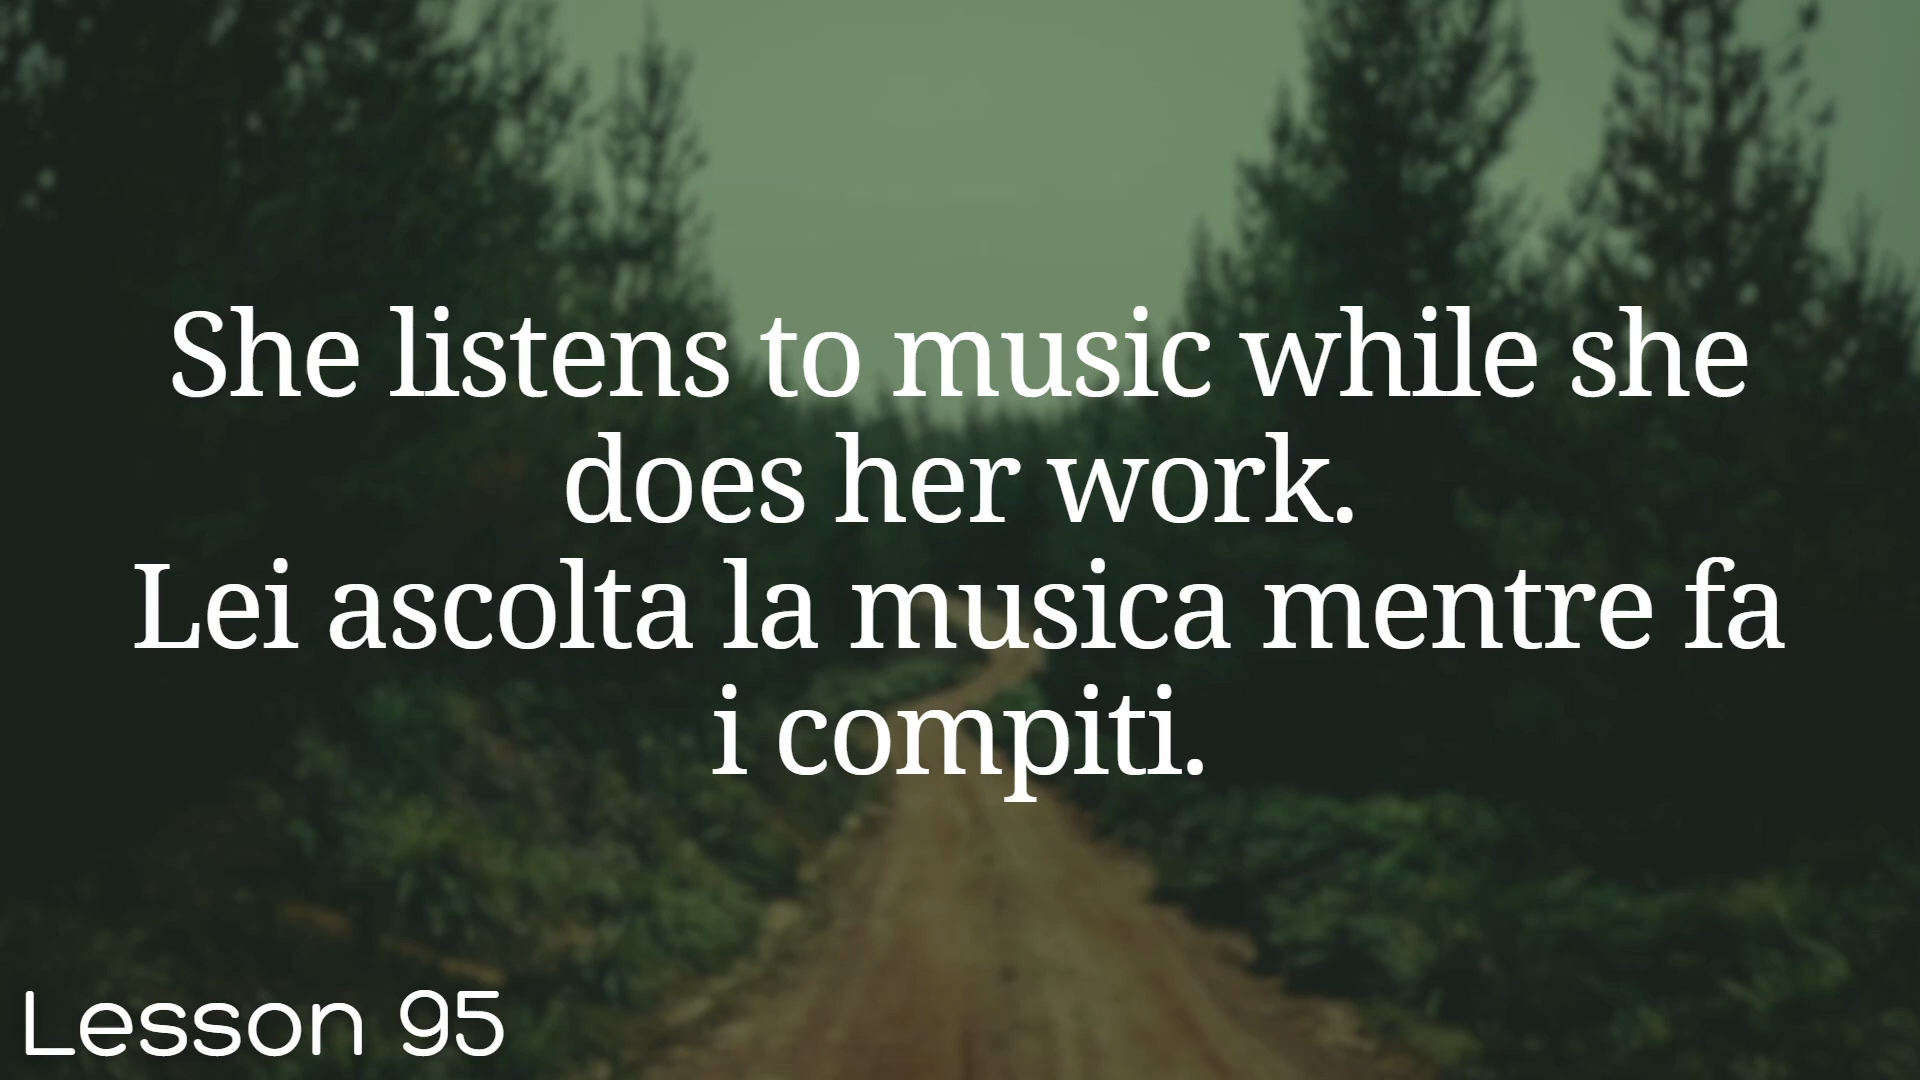 She listens to music while she
does her work.
Lei ascolta la musica mentre fa
i compiti.
Lesson 95